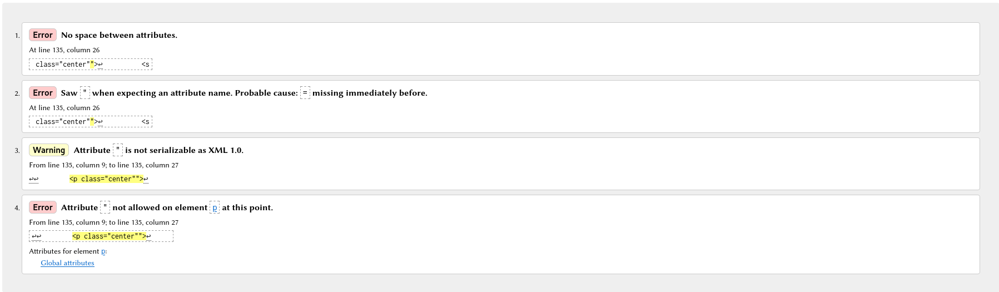 1. Error No space between attributes.
At line 135, column 26
class="center"">↩ <s
2. Error Saw " when expecting an attribute name. Probable cause: = missing immediately before.
At line 135, column 26
class="center"">↩ <s
3. Warning Attribute " is not serializable as XML 1.0.
From line 135, column 9; to line 135, column 27
↩↩ <p class="center"">↩
4. Error Attribute " not allowed on element p at this point.
From line 135, column 9; to line 135, column 27
↩↩ <p class="center"">↩
Attributes for element p:
Global attributes